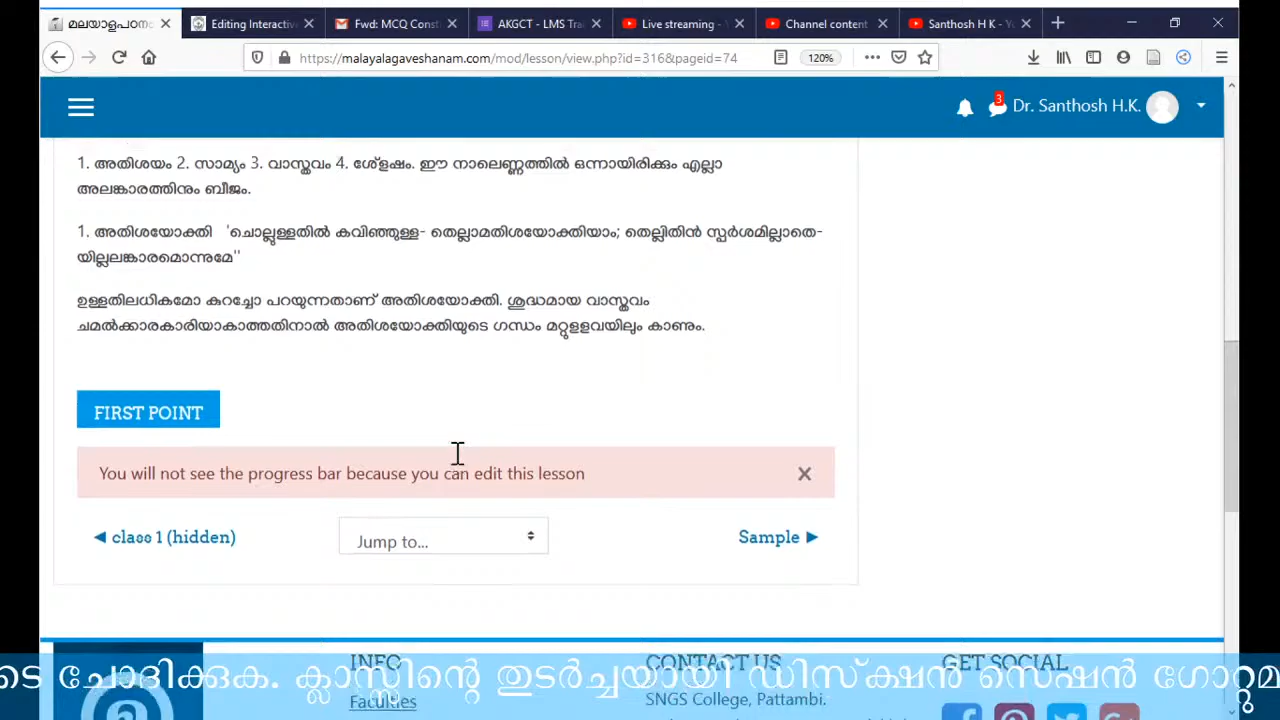 മലയാളപഠന
Editing Interactiv
Fwd: MCQ Const
AKGCT - LMS Tra
Live streaming -
Channel content
Santhosh H K - Y
https://malayalagaveshanam.com/mod/lesson/view.php?id=316&pageid=74
120%
3
Dr. Santhosh H.K.
1. അതിശയം 2. സാമ്യം 3. വാസ്തവം 4. ശ്ളേഷം. ഈ നാലെണ്ണത്തിൽ ഒന്നായിരിക്കും എല്ലാ
അലങ്കാരത്തിനും ബീജം.
1. അതിശയോക്തി 'ചൊല്ലുള്ളതിൽ കവിഞ്ഞുള്ള- തെല്ലാമതിശയോക്തിയാം; തെല്ലിതിൻ സ്പർശമില്ലാതെ-
യില്ലലങ്കാരമൊന്നുമേ''
ഉള്ളതിലധികമോ കുറച്ചോ പറയുന്നതാണ് അതിശയോക്തി. ശുദ്ധമായ വാസ്തവം
ചമൽക്കാരകാരിയാകാത്തതിനാൽ അതിശയോക്തിയുടെ ഗന്ധം മറ്റുളളവയിലും കാണും.
FIRST POINT
You will not see the progress bar because you can edit this lesson
◄ class 1 (hidden)
Jump to...
Sample ►
INFO
CONTACT US
GET SOCIAL
ടെ ചോദിക്കുക. ക്ലാസ്സിന്റെ തുടർച്ചയായി ഡിസ്ക്ഷൻ സെഷൻ
Faculties
SNGS College, Pattambi.